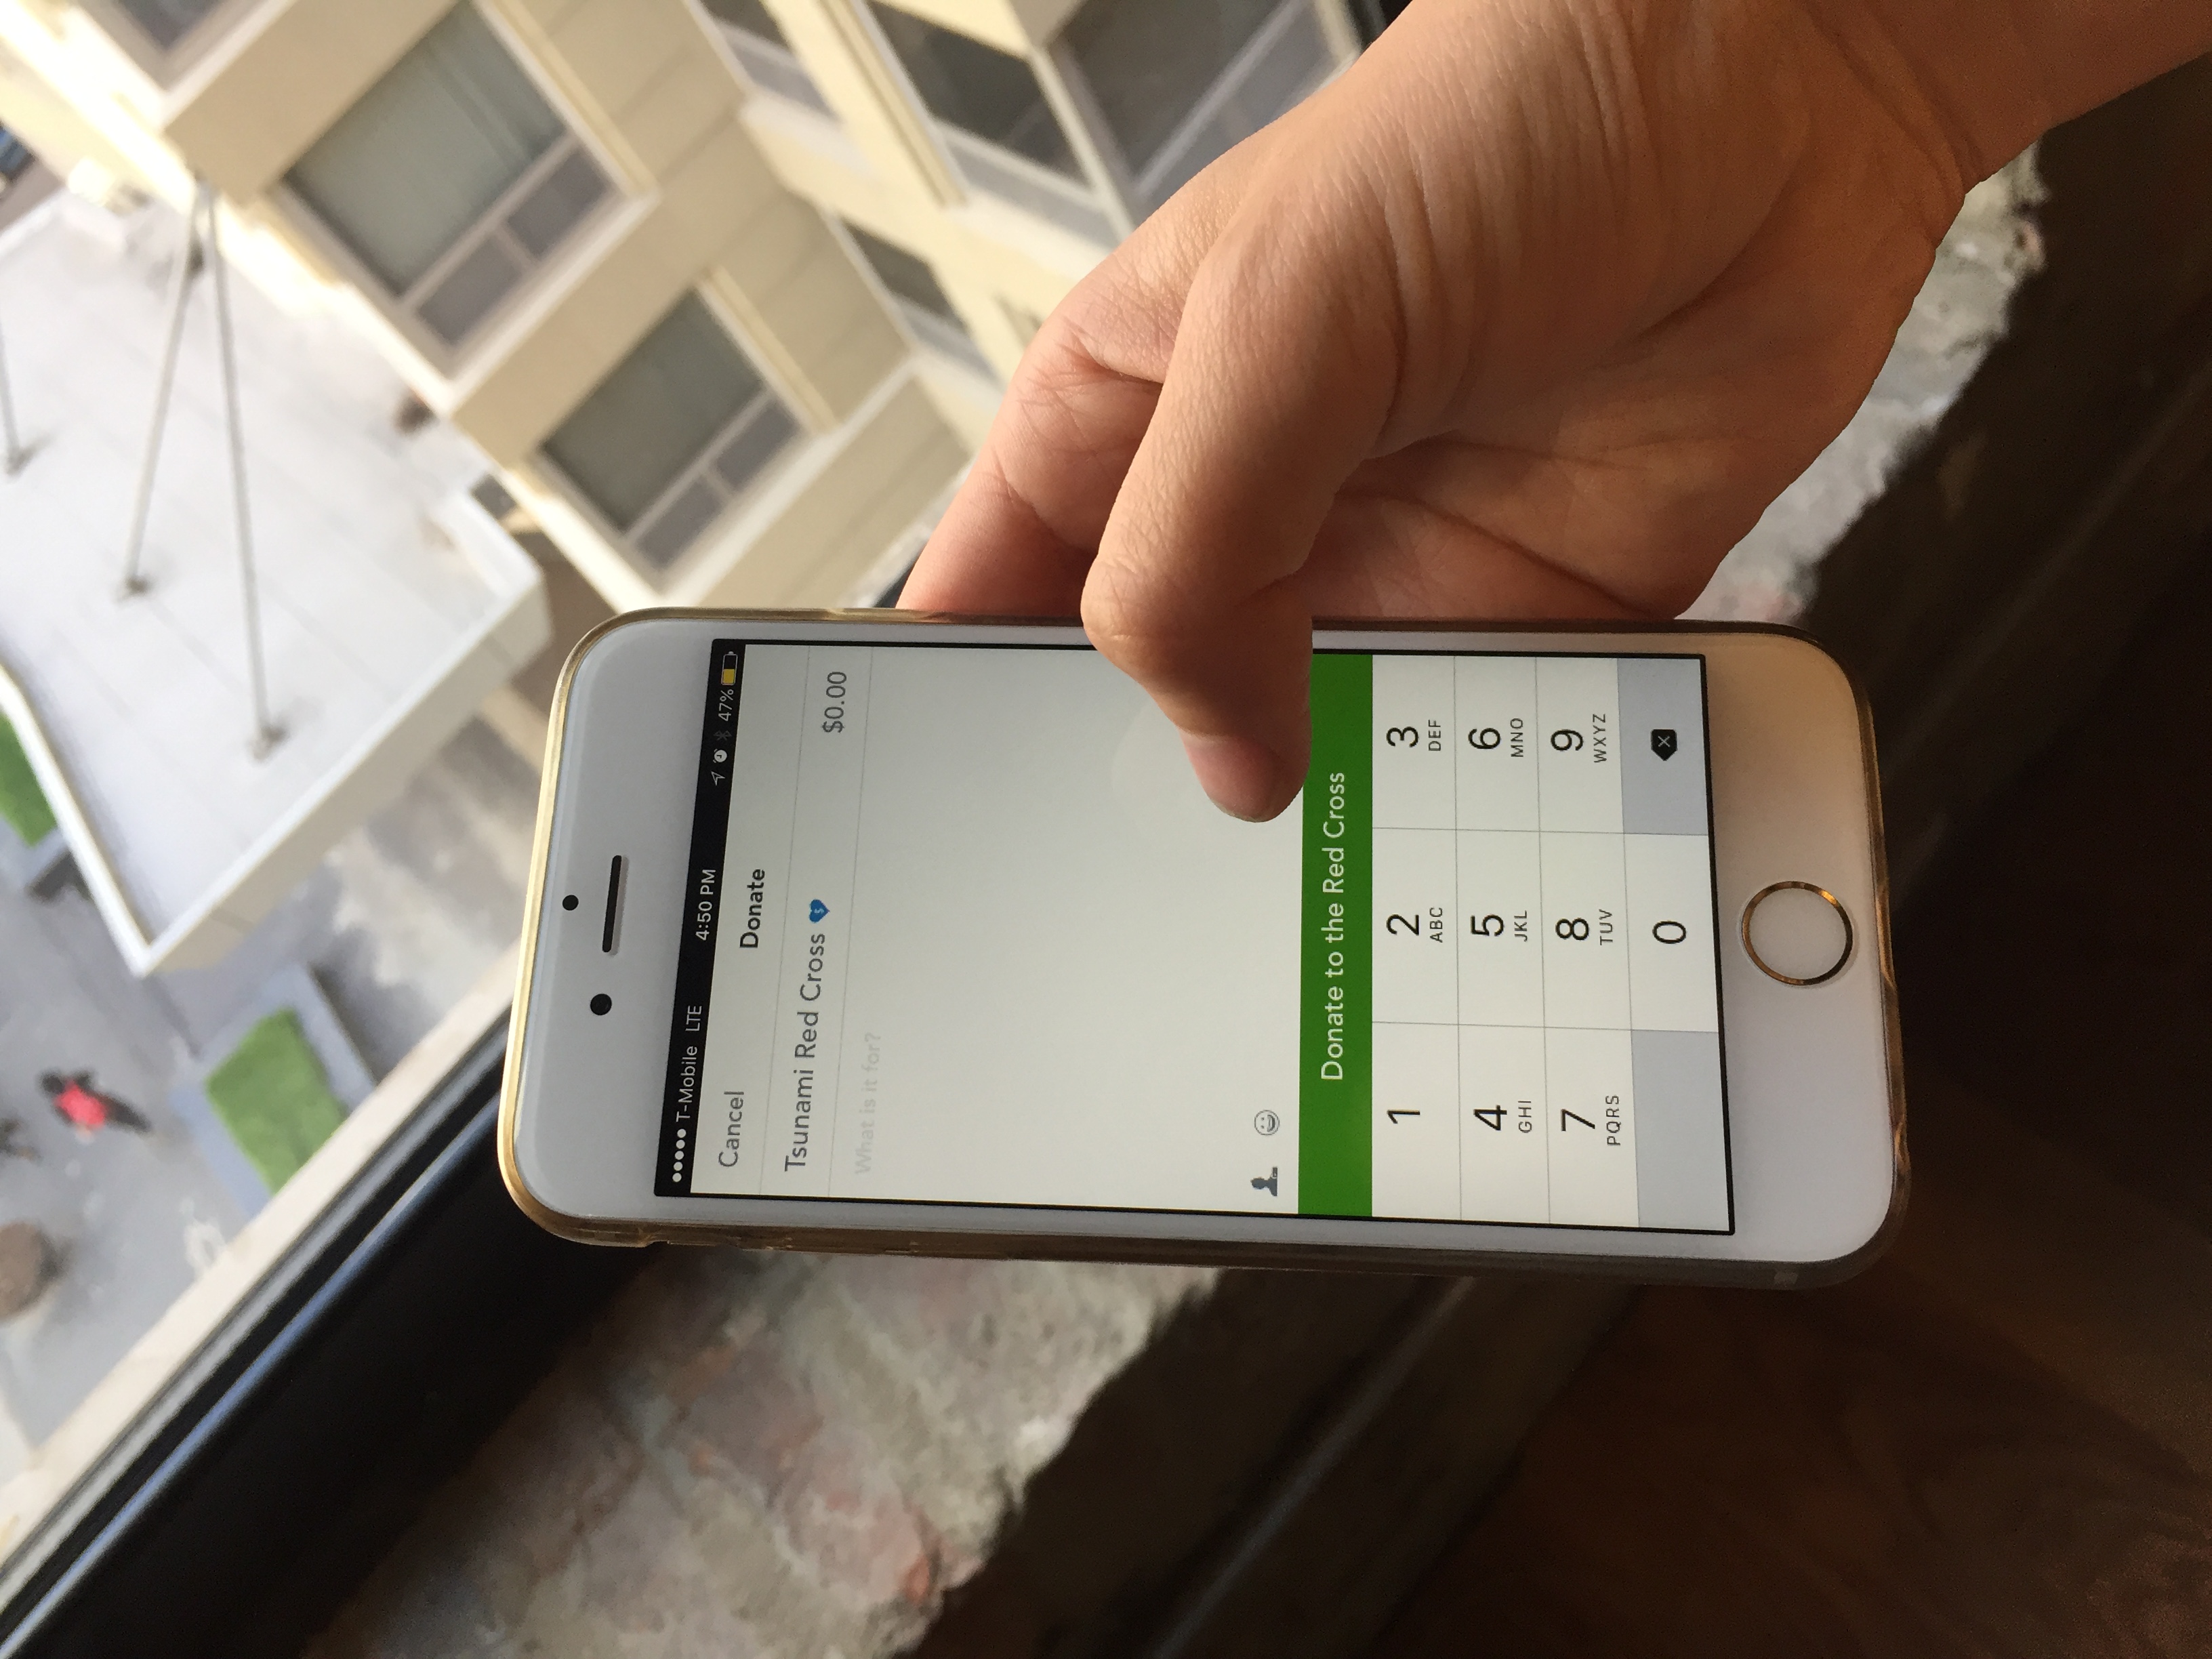 T-Mobile LTE 4:50 PM 47%
Cancel Donate
Tsunami Red Cross $0.00
What is it for?
Donate to the Red Cross
1 2 3
ABC DEF
4 5 6
GHI JKL MNO
7 8 9
PQRS TUV WXYZ
0